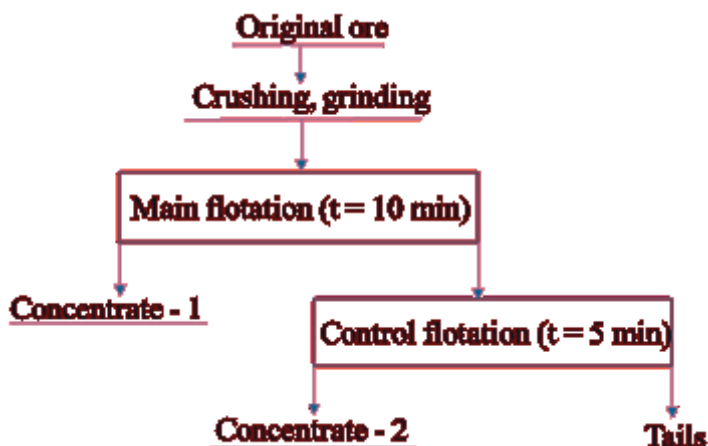 Original ore
Crushing, grinding
Main flotation (t = 10 min)
Concentrate - 1
Control flotation (t = 5 min)
Concentrate - 2
Tails